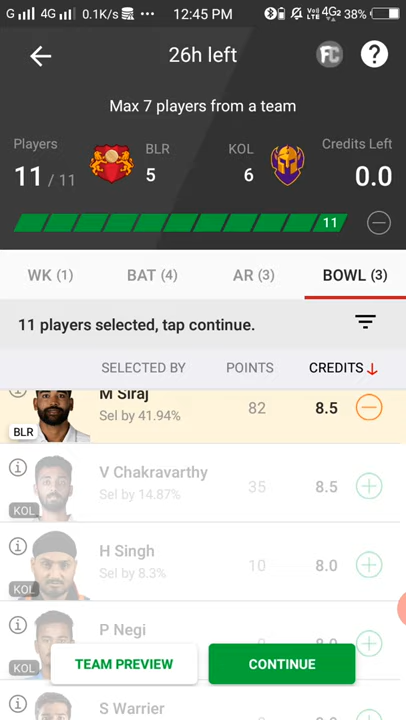 G 4G 0.1K/s ... 12:45 PM VoLTE 4G 2 38%
26h left FC ?
Max 7 players from a team
Players BLR KOL Credits Left
11 / 11 5 6 0.0
11
WK (1) BAT (4) AR (3) BOWL (3)
11 players selected, tap continue.
SELECTED BY POINTS CREDITS
M Siraj
Sel by 41.94% 82 8.5
BLR
V Chakravarthy
Sel by 14.87% 35 8.5
KOL
H Singh
Sel by 8.3% 10 8.0
KOL
P Negi
KOL
TEAM PREVIEW CONTINUE
S Warrier